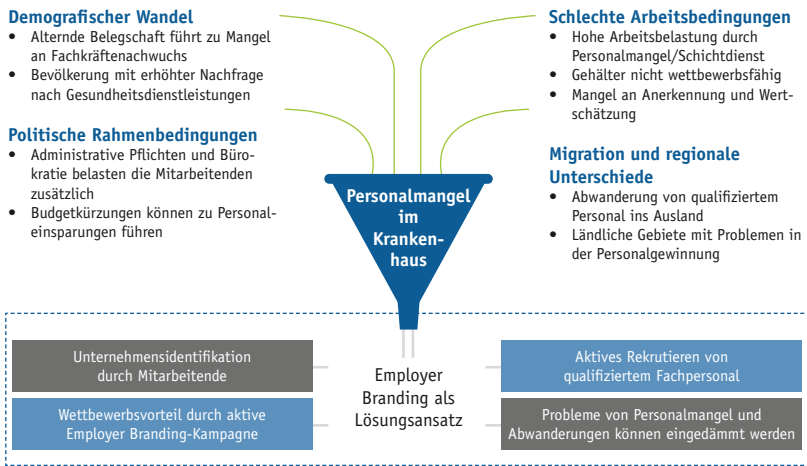 Demografischer Wandel
• Alternde Belegschaft führt zu Mangel
an Fachkräftenachwuchs
• Bevölkerung mit erhöhter Nachfrage
nach Gesundheitsdienstleistungen
Politische Rahmenbedingungen
• Administrative Pflichten und Büro-
kratie belasten die Mitarbeitenden
zusätzlich
• Budgetkürzungen können zu Personal-
einsparungen führen
Schlechte Arbeitsbedingungen
• Hohe Arbeitsbelastung durch
Personalmangel/Schichtdienst
• Gehälter nicht wettbewerbsfähig
• Mangel an Anerkennung und Wert-
schätzung
Migration und regionale
Unterschiede
• Abwanderung von qualifiziertem
Personal ins Ausland
• Ländliche Gebiete mit Problemen in
der Personalgewinnung
Personalmangel
im
Kranken-
haus
Unternehmensidentifikation
durch Mitarbeitende
Wettbewerbsvorteil durch aktive
Employer Branding-Kampagne
Employer
Branding als
Lösungsansatz
Aktives Rekrutieren von
qualifiziertem Fachpersonal
Probleme von Personalmangel und
Abwanderungen können eingedämmt werden